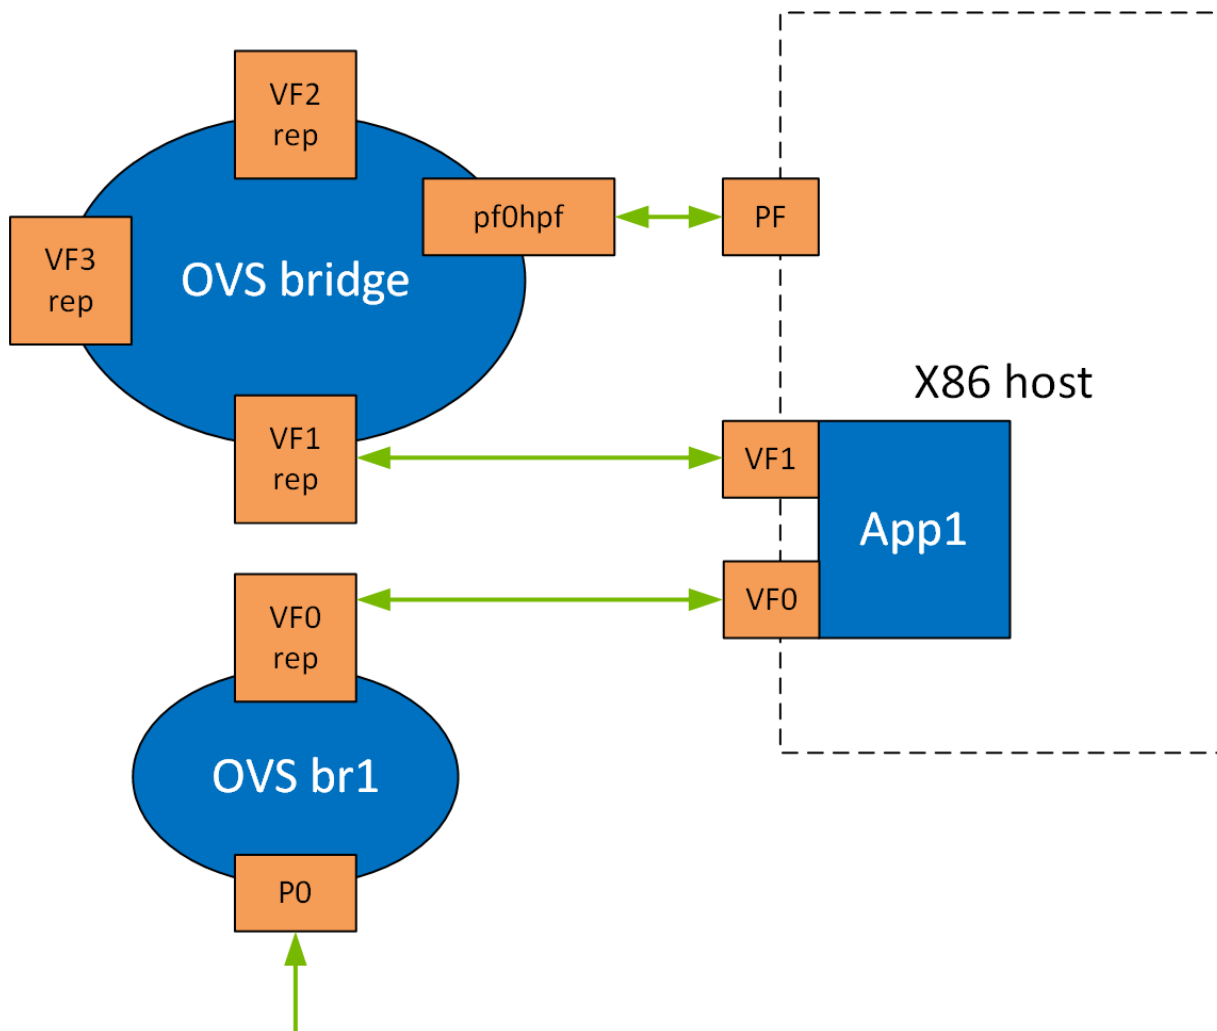 VF2
rep
pf0hpf
PF
VF3
rep
OVS bridge
X86 host
VF1
rep
VF1
App1
VF0
VF0
rep
OVS br1
P0